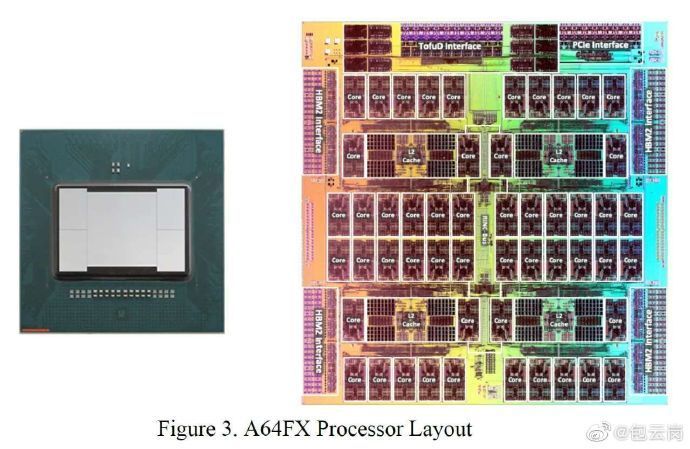 TofuD Interface PCIe Interface
HBM2 Interface
Core Core Core Core Core Core Core Core Core Core
HBM2 Interface
Core L2 Cache Core Core L2 Cache Core
Core Core Core Core Core Core Core Core Core Core Core Core
RING Bus
Core Core Core Core Core Core Core Core Core Core Core Core
HBM2 Interface
Core L2 Cache Core Core L2 Cache Core
HBM2 Interface
Core Core Core Core Core Core Core Core Core Core
Figure 3. A64FX Processor Layout
@包云岗